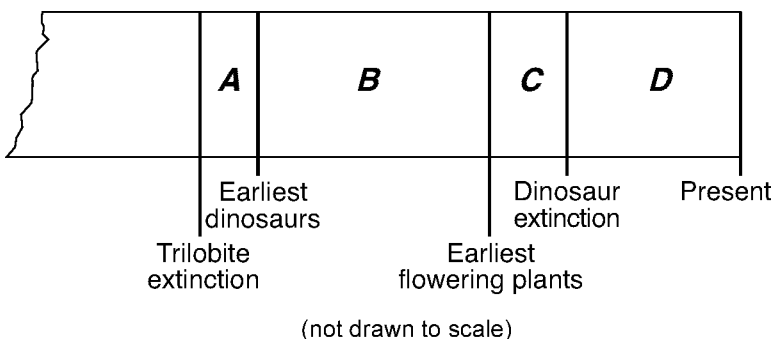 A B C D
Earliest
dinosaurs
Dinosaur
extinction
Present
Trilobite
extinction
Earliest
flowering plants
(not drawn to scale)